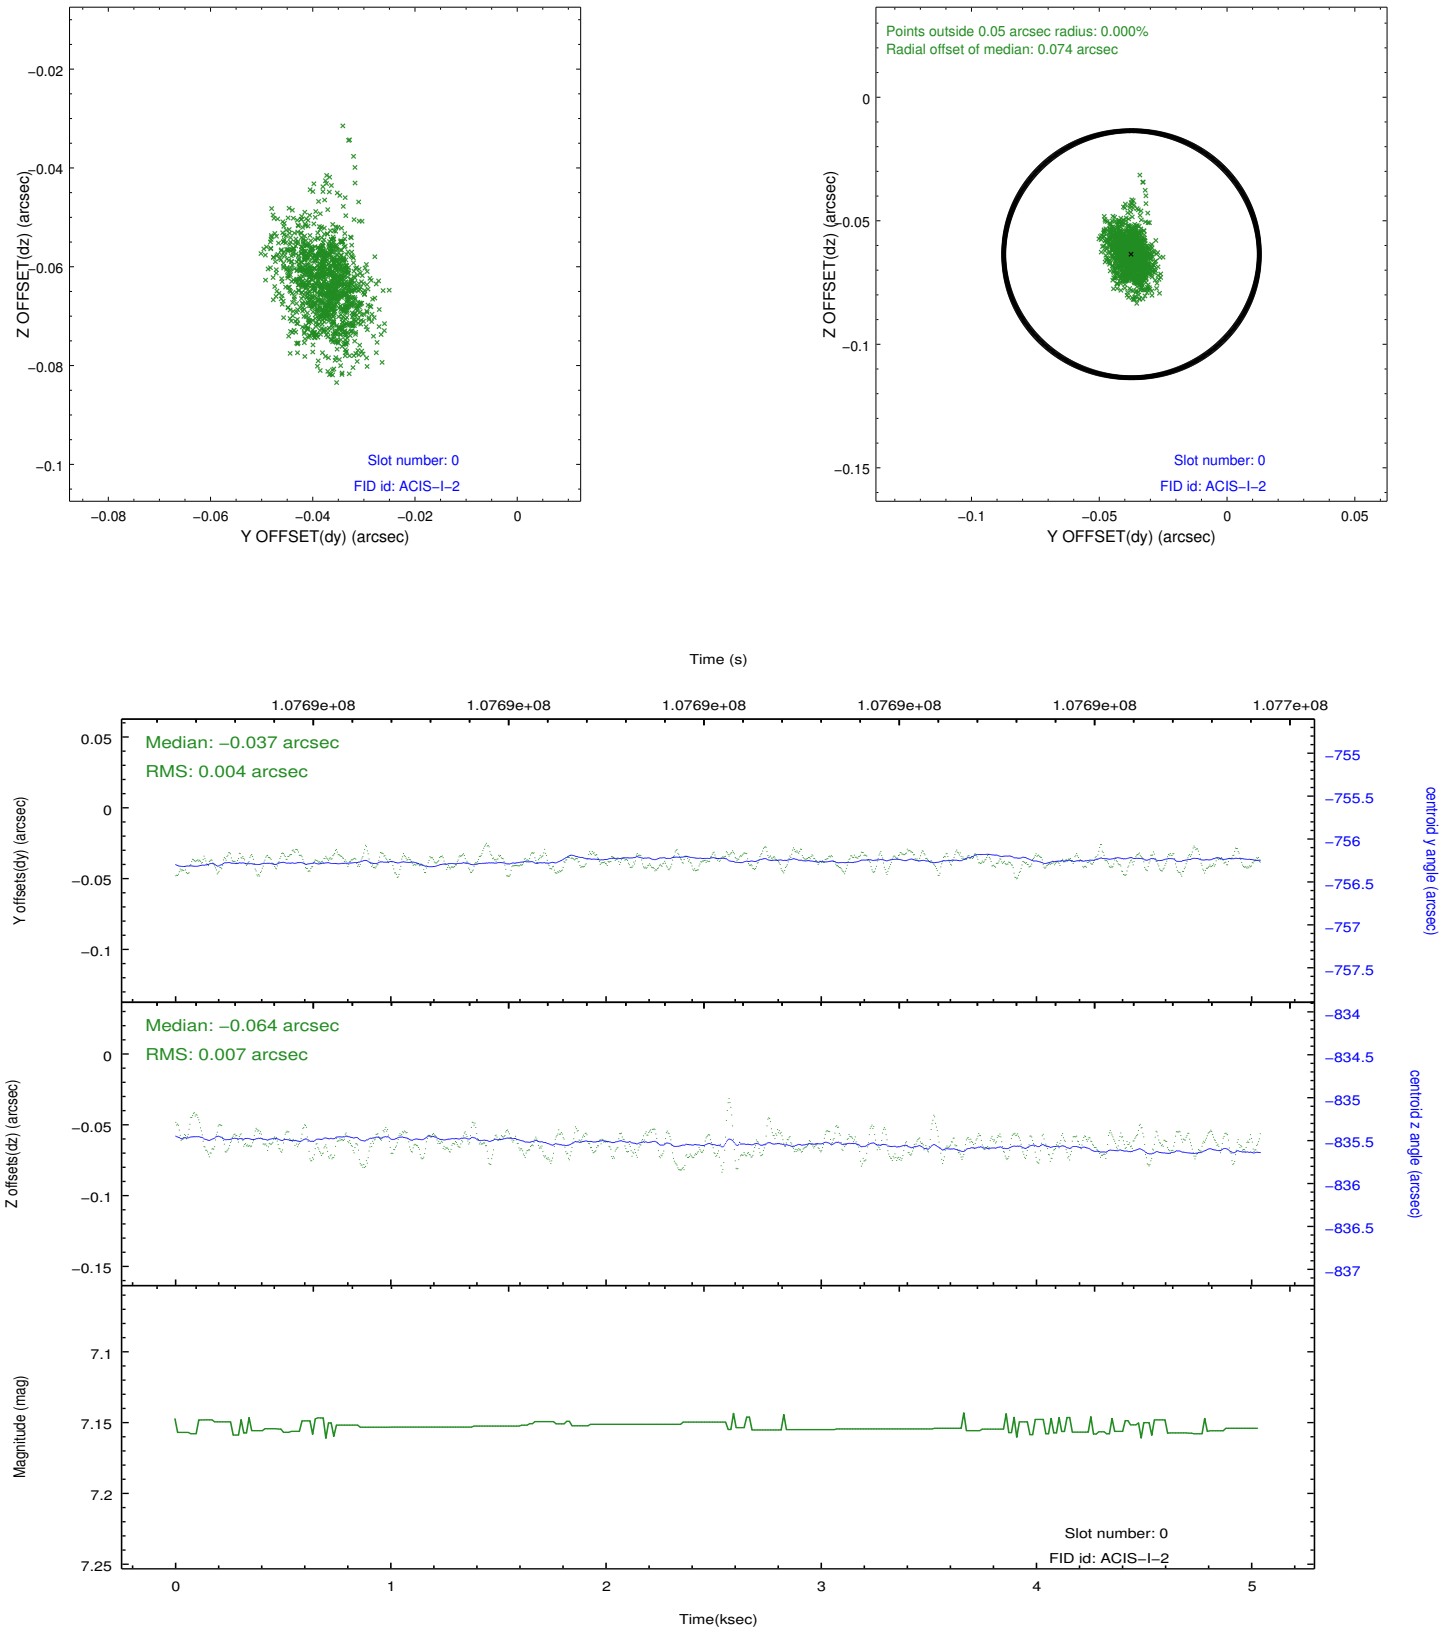 Points outside 0.05 arcsec radius: 0.000%
Radial offset of median: 0.074 arcsec
−0.02
−0.04
−0.06
−0.08
−0.1
Z OFFSET(dz) (arcsec)
Slot number: 0
FID id: ACIS−I−2
−0.08 −0.06 −0.04 −0.02 0
Y OFFSET(dy) (arcsec)
0
−0.05
−0.1
−0.15
Z OFFSET(dz) (arcsec)
Slot number: 0
FID id: ACIS−I−2
−0.1 −0.05 0 0.05
Y OFFSET(dy) (arcsec)
Time (s)
1.0769e+08 1.0769e+08 1.0769e+08 1.0769e+08 1.0769e+08 1.077e+08
Median: −0.037 arcsec
RMS: 0.004 arcsec
0.05
0
−0.05
−0.1
Y offsets(dy) (arcsec)
−755
−755.5
−756
−756.5
−757
−757.5
centroid y angle (arcsec)
Median: −0.064 arcsec
RMS: 0.007 arcsec
0
−0.05
−0.1
−0.15
Z offsets(dz) (arcsec)
−834
−834.5
−835
−835.5
−836
−836.5
−837
centroid z angle (arcsec)
7.1
7.15
7.2
7.25
Magnitude (mag)
Slot number: 0
FID id: ACIS−I−2
0 1 2 3 4 5
Time(ksec)